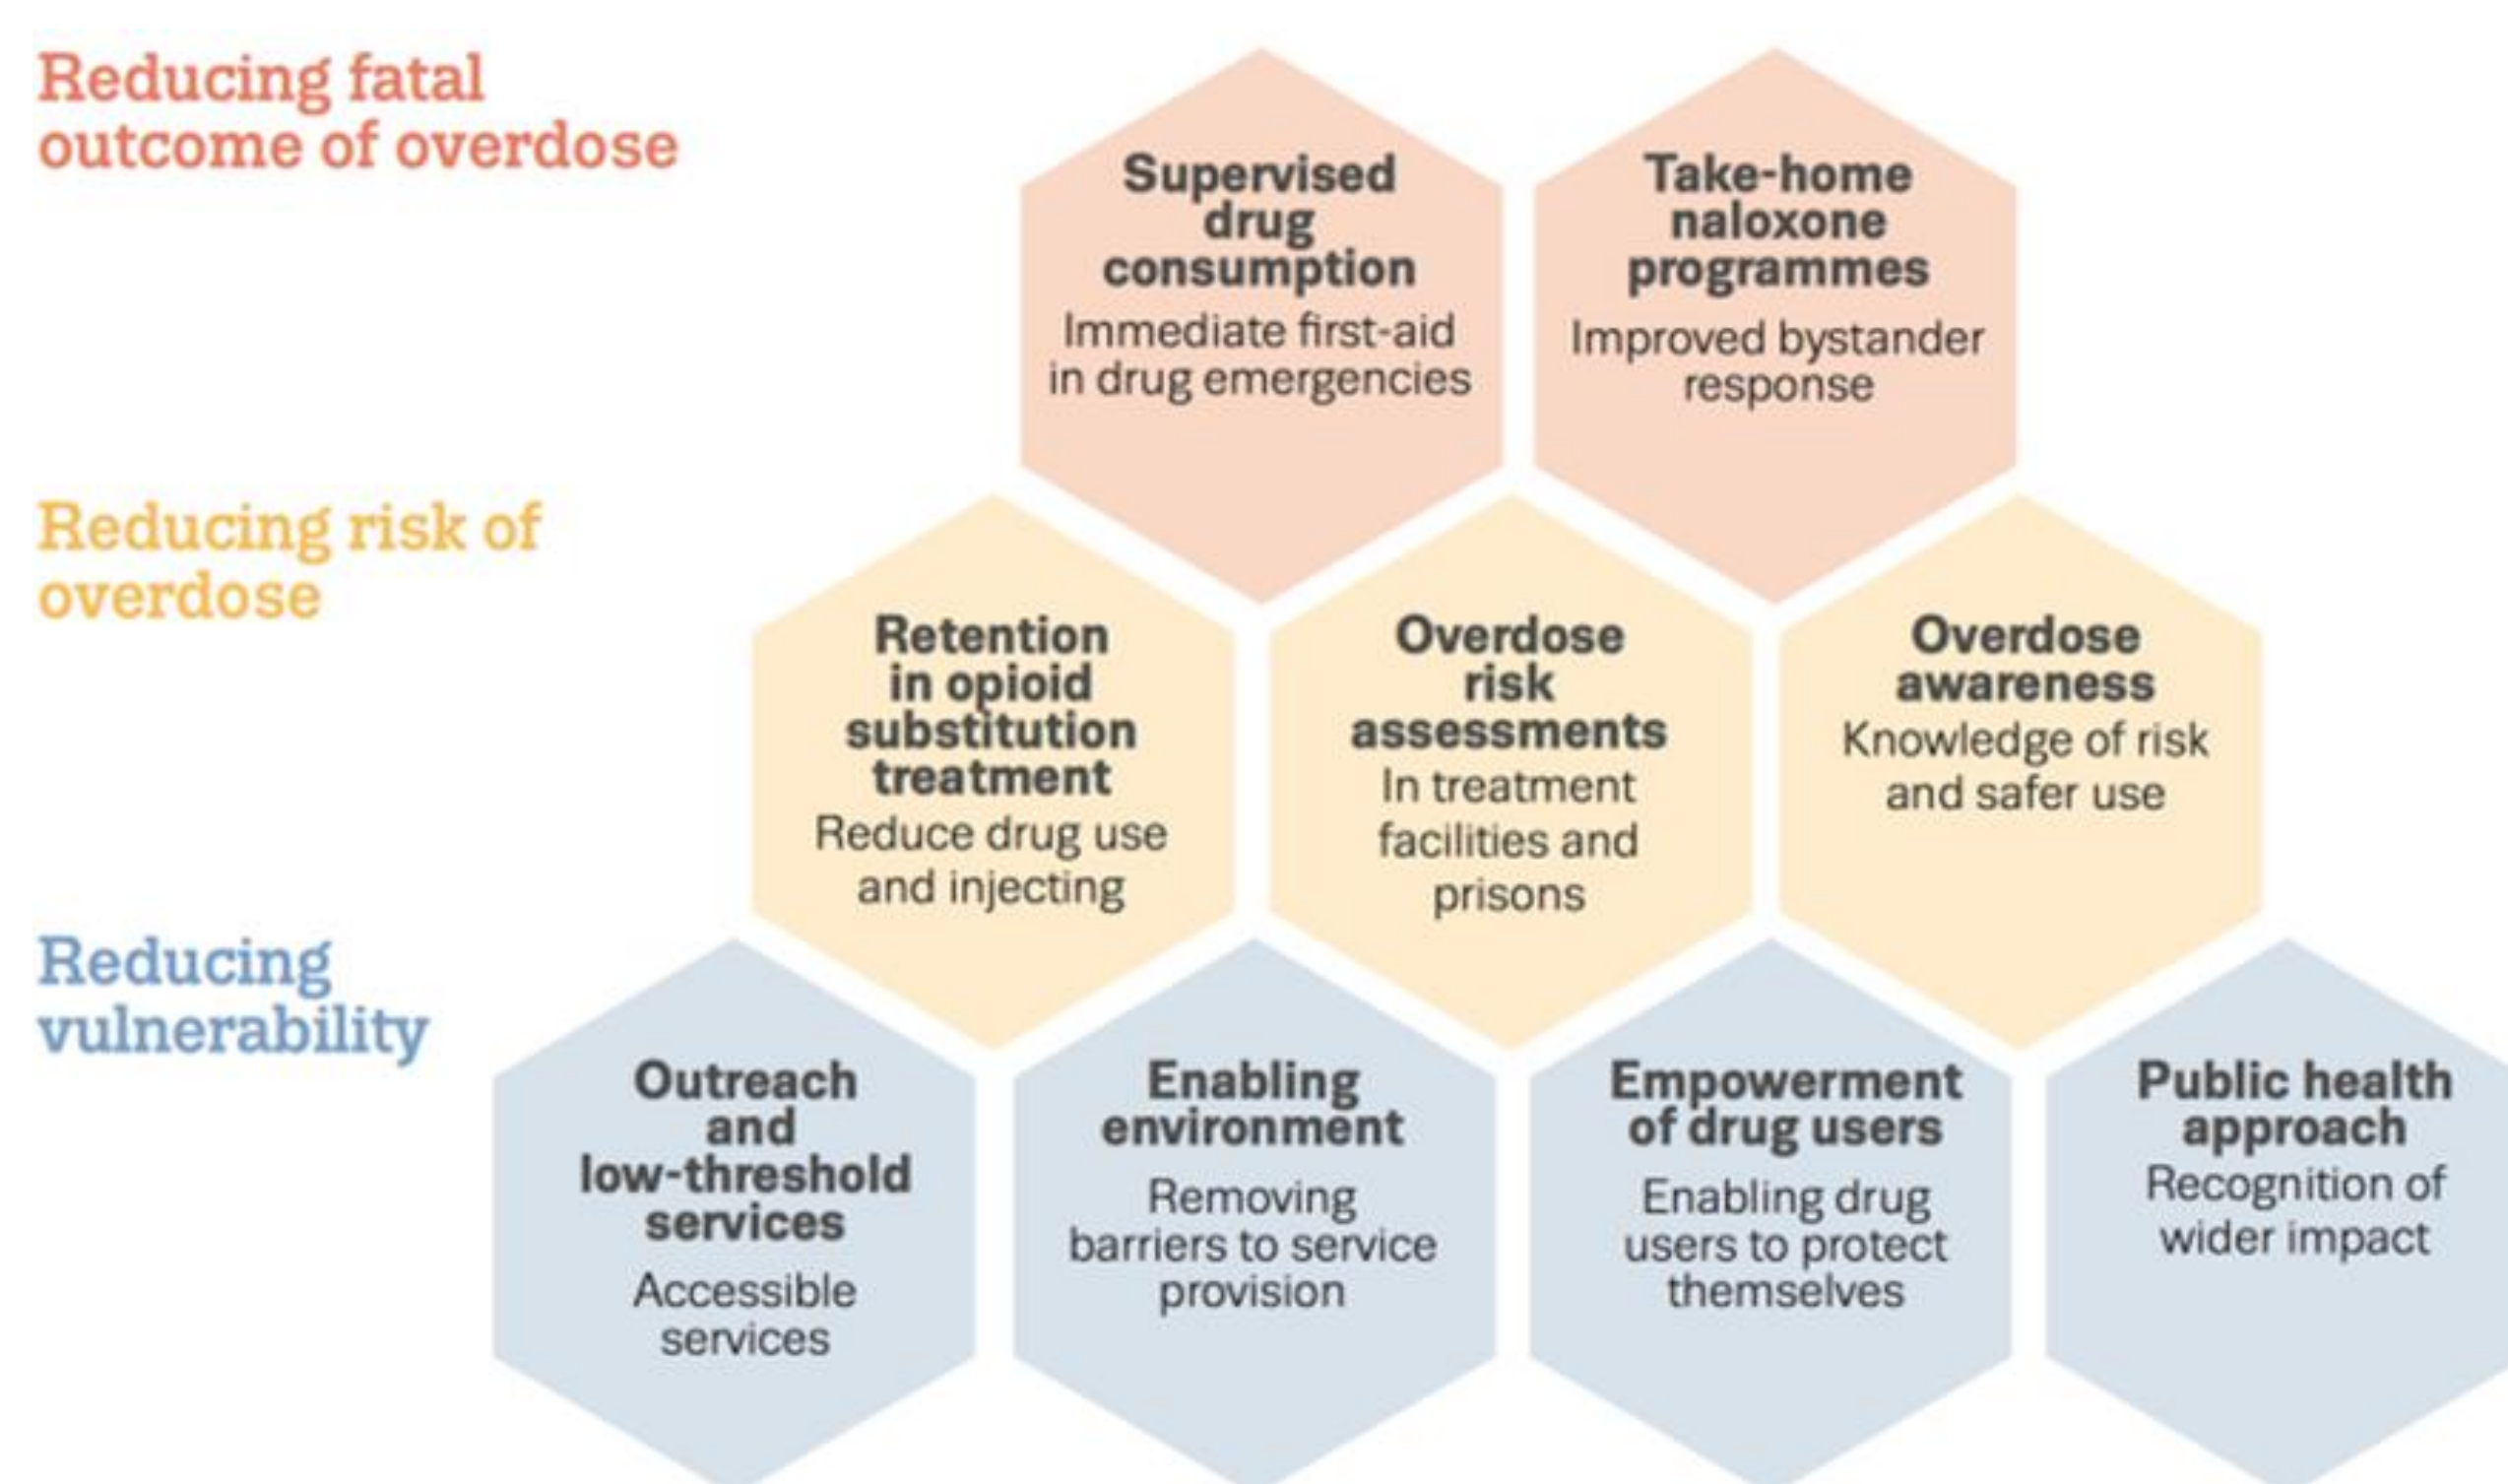 Reducing fatal
outcome of overdose
Supervised
drug
consumption
Immediate first-aid
in drug emergencies
Take-home
naloxone
programmes
Improved bystander
response
Reducing risk of
overdose
Retention
in opioid
substitution
treatment
Reduce drug use
and injecting
Overdose
risk
assessments
In treatment
facilities and
prisons
Overdose
awareness
Knowledge of risk
and safer use
Reducing
vulnerability
Outreach
and
low-threshold
services
Accessible
services
Enabling
environment
Removing
barriers to service
provision
Empowerment
of drug users
Enabling drug
users to protect
themselves
Public health
approach
Recognition of
wider impact